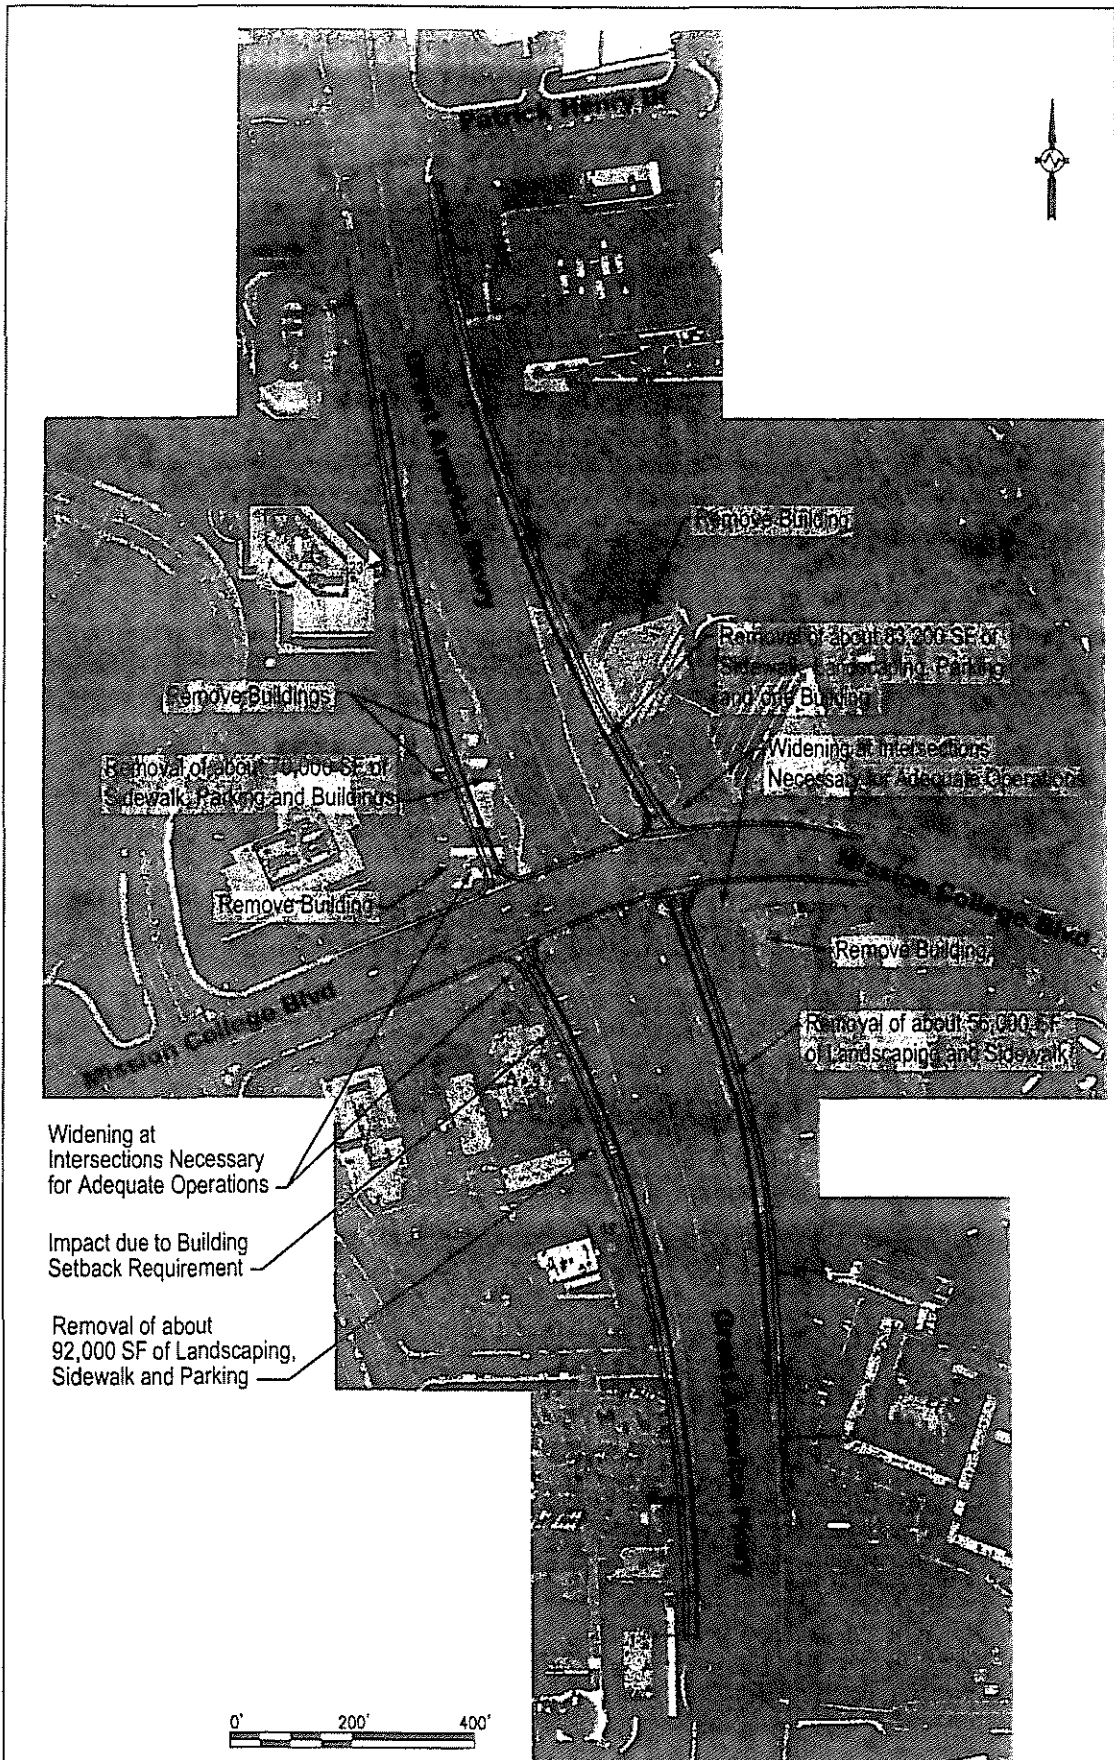 Patrick Henry Dr
Great America Pkwy
Remove Building
Removal of about 83,200 SF of
Sidewalk, Landscaping, Parking
and one Building
Remove Buildings
Widening at Intersections
Necessary for Adequate Operations
Removal of about 70,000 SF of
Sidewalk, Parking and Buildings
Mission College Blvd
Remove Building
Remove Building
Mission College Blvd
Removal of about 56,000 SF
of Landscaping and Sidewalk
Widening at
Intersections Necessary
for Adequate Operations
Impact due to Building
Setback Requirement
Removal of about
92,000 SF of Landscaping,
Sidewalk and Parking
Great America Pkwy
0' 200' 400'